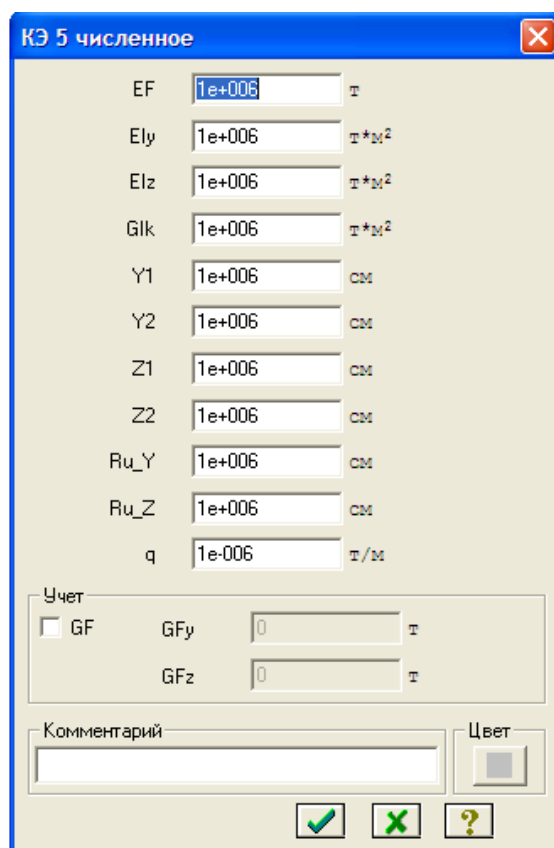 КЭ 5 численное
EF 1e+006 т
EIy 1e+006 т*м²
EIz 1e+006 т*м²
GIk 1e+006 т*м²
Y1 1e+006 см
Y2 1e+006 см
Z1 1e+006 см
Z2 1e+006 см
Ru_Y 1e+006 см
Ru_Z 1e+006 см
q 1e-006 т/м
Учет
GF GFy 0 т
GFz 0 т
Комментарий Цвет
?